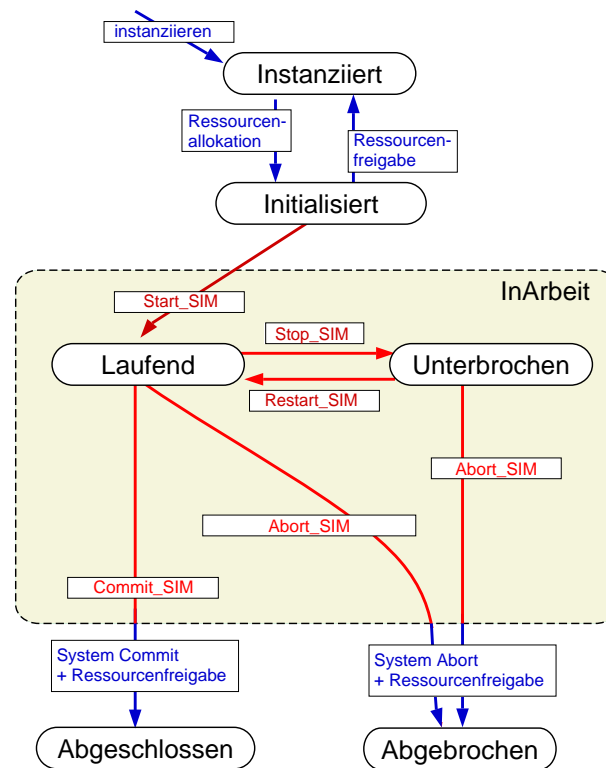 instanziieren
Instanziiert
Ressourcen-
allokation
Ressourcen-
freigabe
Initialisiert
InArbeit
Start_SIM
Stop_SIM
Laufend
Unterbrochen
Restart_SIM
Abort_SIM
Abort_SIM
Commit_SIM
System Commit
+ Ressourcenfreigabe
System Abort
+ Ressourcenfreigabe
Abgeschlossen
Abgebrochen